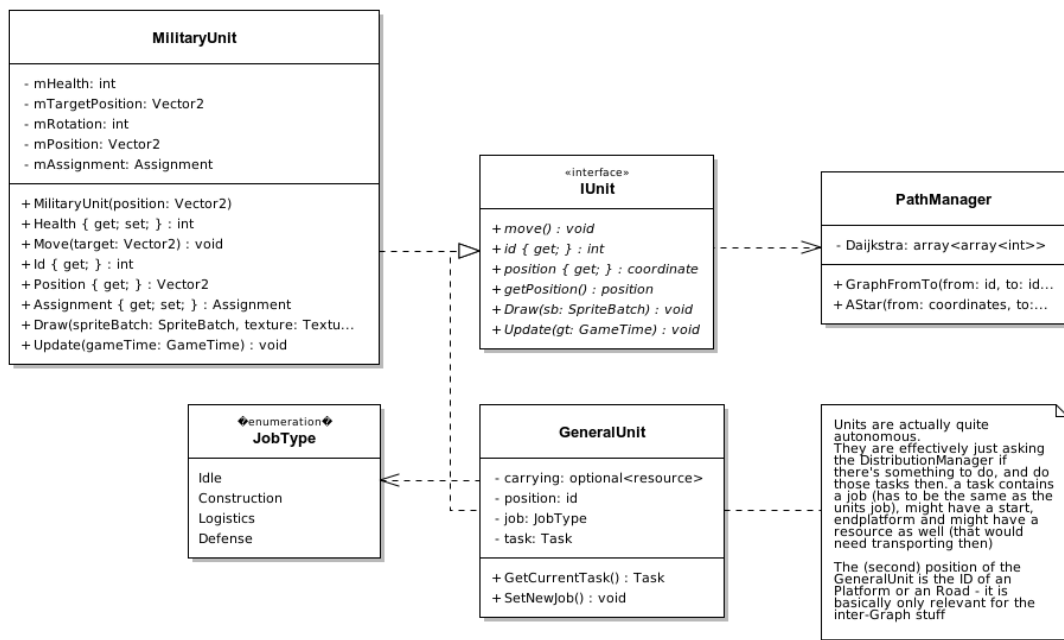 MilitaryUnit
- mHealth: int
- mTargetPosition: Vector2
- mRotation: int
- mPosition: Vector2
- mAssignment: Assignment
+ MilitaryUnit(position: Vector2)
+ Health { get; set; } : int
+ Move(target: Vector2) : void
+ Id { get; } : int
+ Position { get; } : Vector2
+ Assignment { get; set; } : Assignment
+ Draw(spriteBatch: SpriteBatch, texture: Textu...
+ Update(gameTime: GameTime) : void
«interface»
IUnit
+ move() : void
+ id { get; } : int
+ position { get; } : coordinate
+ getPosition() : position
+ Draw(sb: SpriteBatch) : void
+ Update(gt: GameTime) : void
PathManager
- Daijkstra: array<array<int>>
+ GraphFromTo(from: id, to: id...
+ AStar(from: coordinates, to:...
�enumeration�
JobType
Idle
Construction
Logistics
Defense
GeneralUnit
- carrying: optional<resource>
- position: id
- job: JobType
- task: Task
+ GetCurrentTask() : Task
+ SetNewJob() : void
Units are actually quite
autonomous.
They are effectively just asking
the DistributionManager if
there's something to do, and do
those tasks then. a task contains
a job (has to be the same as the
units job), might have a start,
endplatform and might have a
resource as well (that would
need transporting then)
The (second) position of the
GeneralUnit is the ID of an
Platform or an Road - it is
basically only relevant for the
inter-Graph stuff